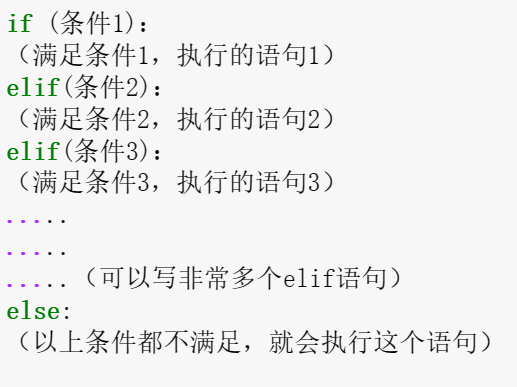 if (条件1):
（满足条件1，执行的语句1）
elif(条件2):
（满足条件2，执行的语句2）
elif(条件3):
（满足条件3，执行的语句3）
.....
.....
.....（可以写非常多个elif语句）
else:
（以上条件都不满足，就会执行这个语句）